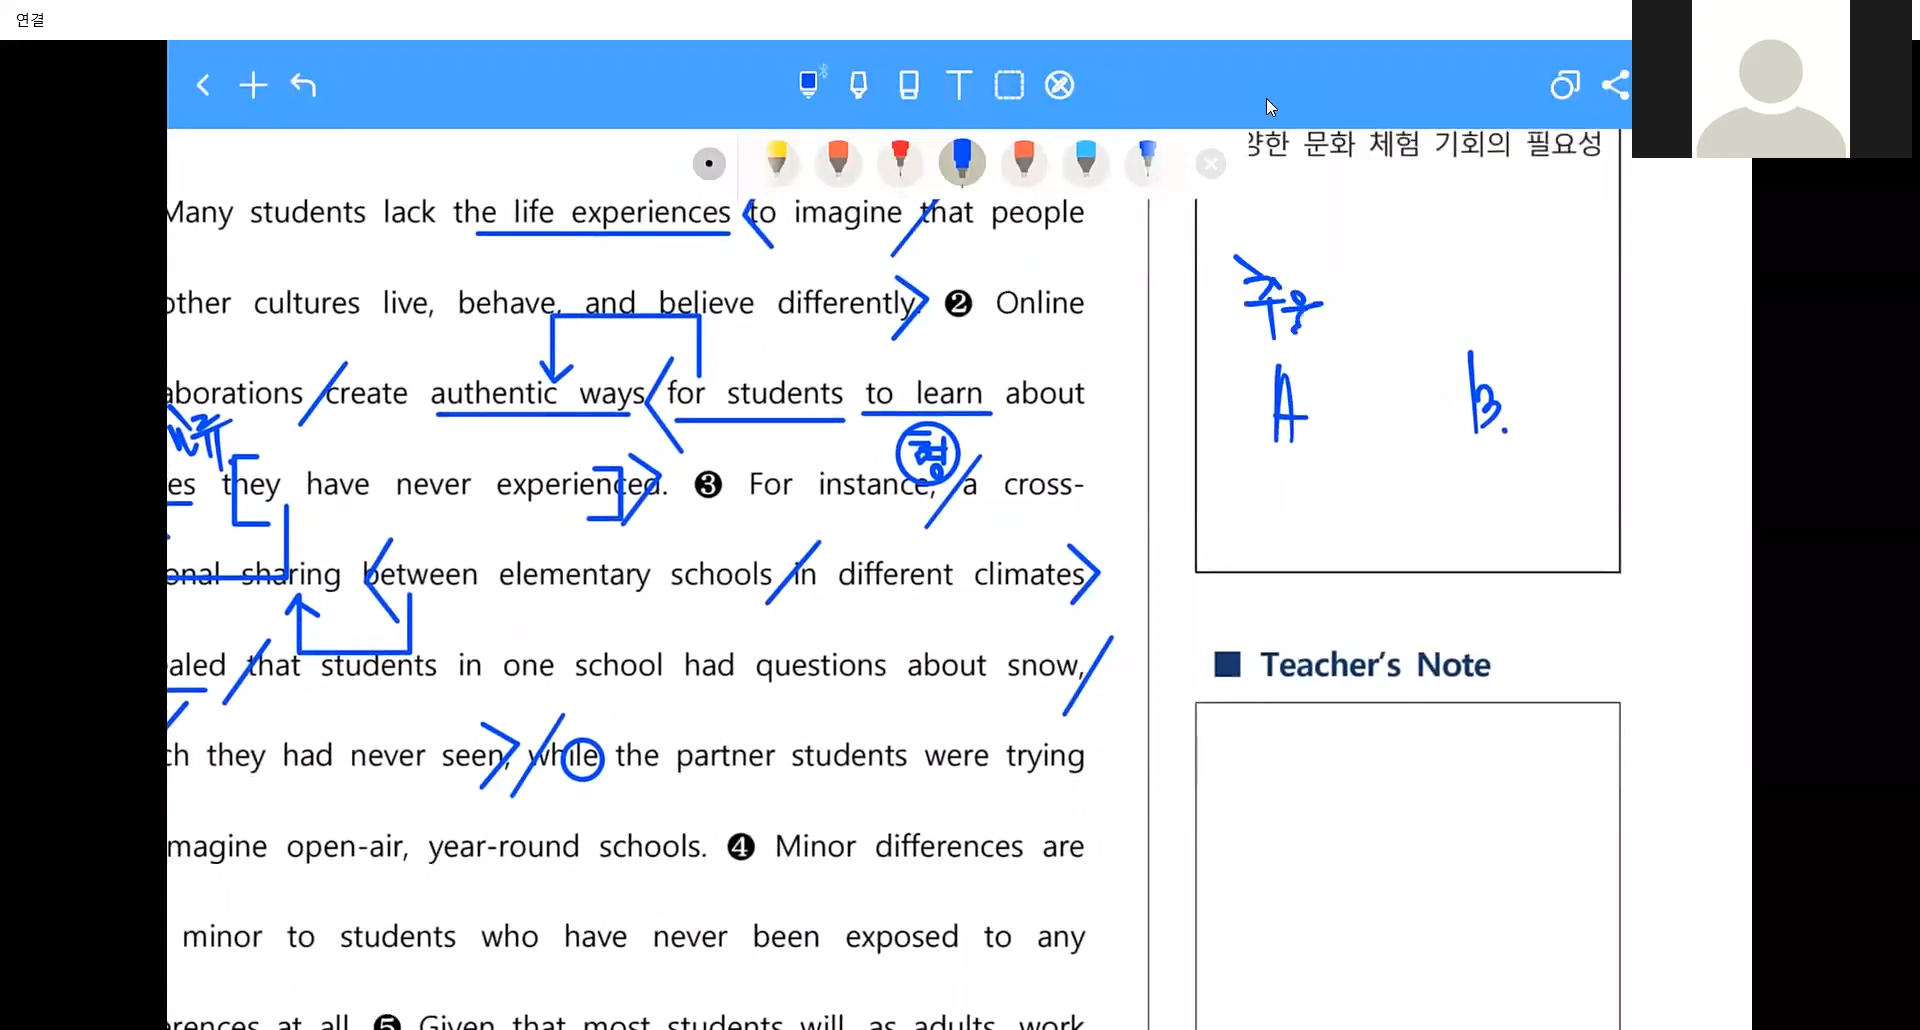 연결
양한 문화 체험 기회의 필요성
Many students lack the life experiences to imagine that people
other cultures live, behave, and believe differently. ❷ Online
aborations create authentic ways for students to learn about
형
es they have never experienced. ❸ For instance, a cross-
onal sharing between elementary schools in different climates
aled that students in one school had questions about snow,
ch they had never seen, while the partner students were trying
magine open-air, year-round schools. ❹ Minor differences are
minor to students who have never been exposed to any
erences at all. ❺ Given that most students will, as adults, work
A B.
■ Teacher's Note